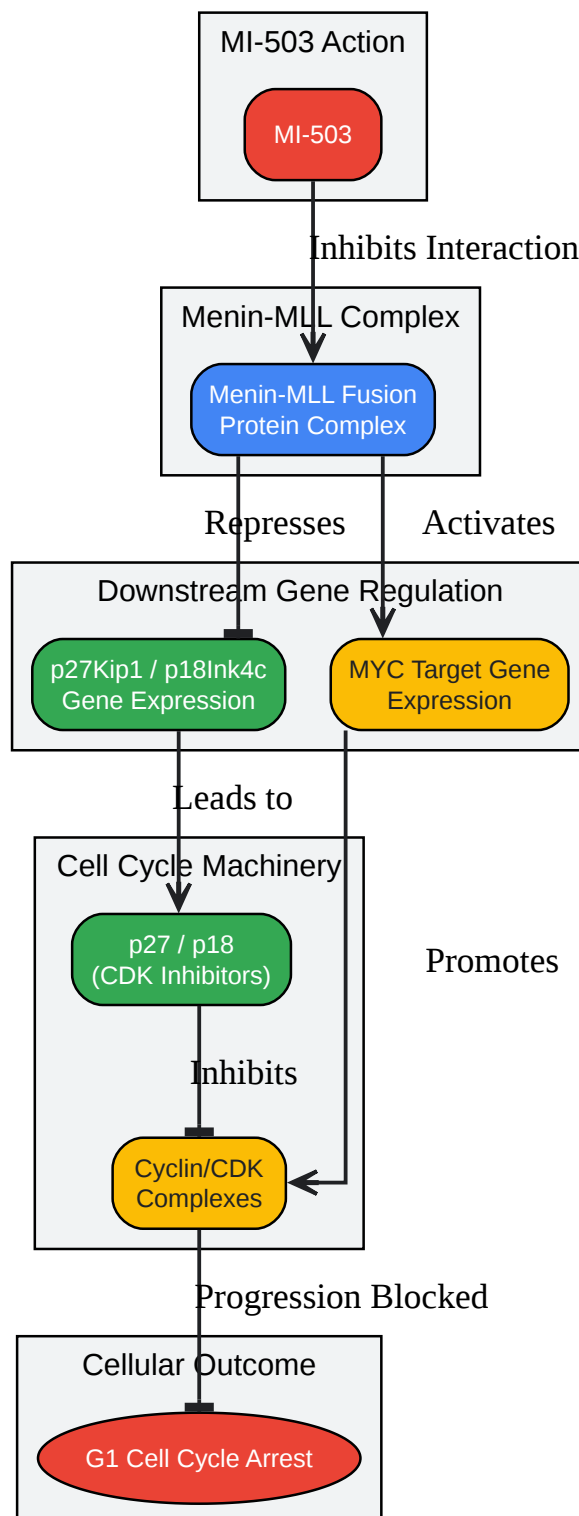 MI-503 Action
MI-503
Inhibits Interaction
Menin-MLL Complex
Menin-MLL Fusion
Protein Complex
Represses
Activates
Downstream Gene Regulation
p27Kip1 / p18Ink4c
Gene Expression
MYC Target Gene
Expression
Leads to
Cell Cycle Machinery
p27 / p18
(CDK Inhibitors)
Promotes
Inhibits
Cyclin/CDK
Complexes
Progression Blocked
Cellular Outcome
G1 Cell Cycle Arrest